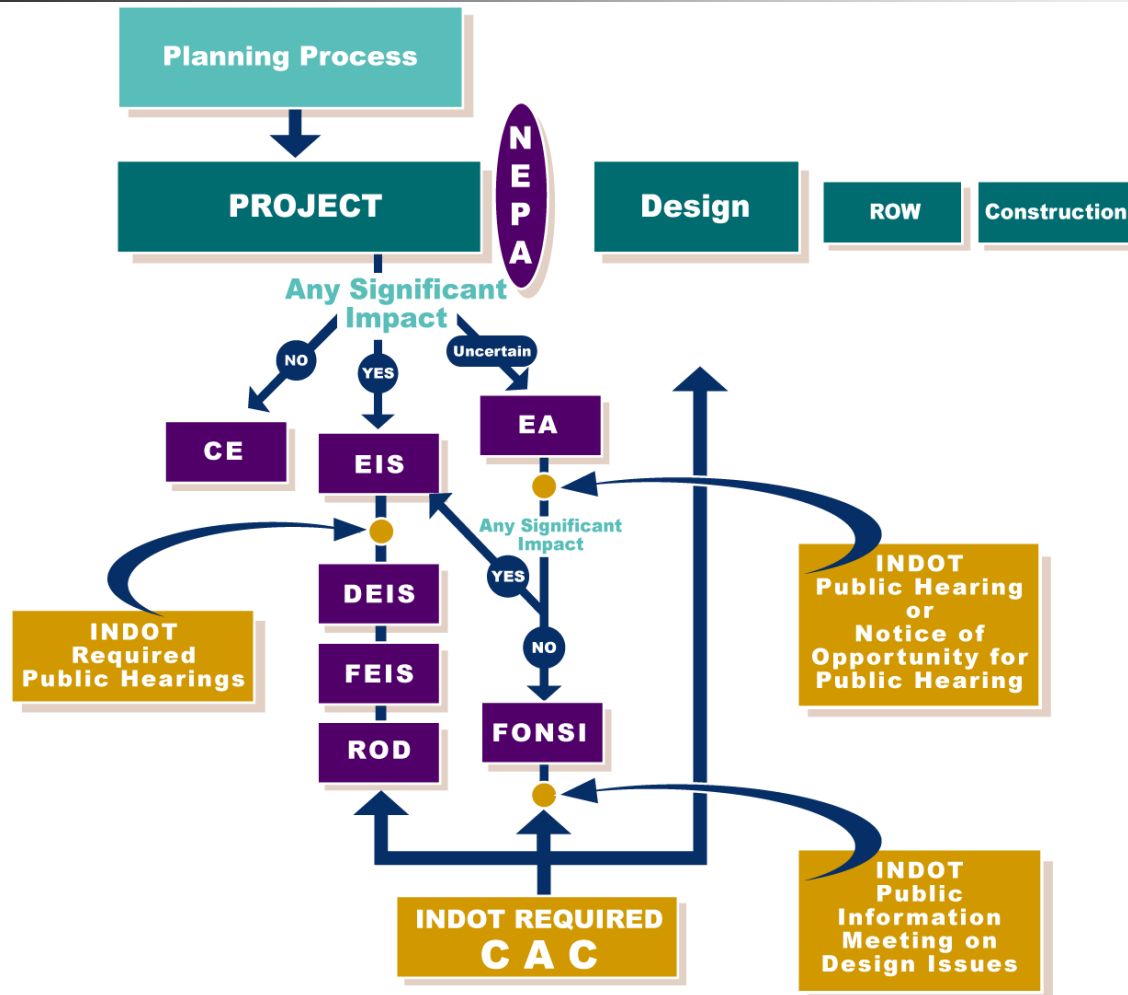 Planning Process
PROJECT
N
E
P
A
Design
ROW
Construction
Any Significant
Impact
NO
YES
Uncertain
CE
EIS
EA
Any Significant
Impact
YES
NO
DEIS
FEIS
ROD
FONSI
INDOT
Required
Public Hearings
INDOT
Public Hearing
or
Notice of
Opportunity for
Public Hearing
INDOT REQUIRED
C A C
INDOT
Public
Information
Meeting on
Design Issues